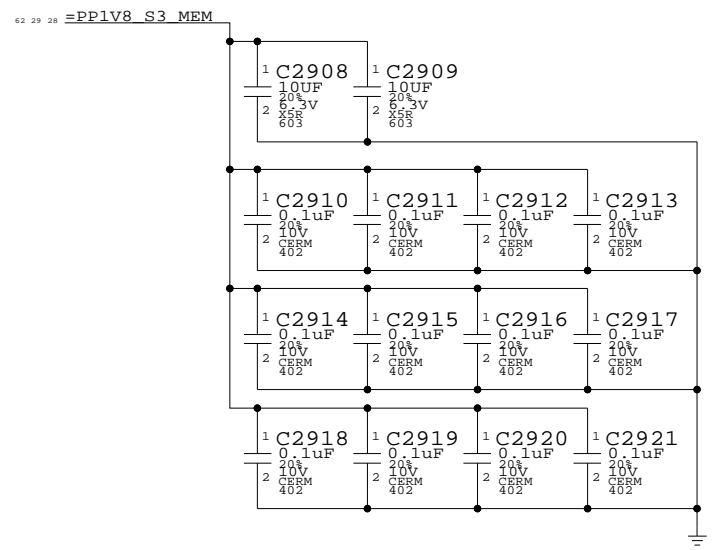 62 29 28 =PP1V8_S3_MEM
1 C2908 1 C2909
10UF 10UF
20% 20%
6.3V 6.3V
2 X5R 2 X5R
603 603
1 C2910 1 C2911 1 C2912 1 C2913
0.1uF 0.1uF 0.1uF 0.1uF
20% 20% 20% 20%
10V 10V 10V 10V
2 CERM 2 CERM 2 CERM 2 CERM
402 402 402 402
1 C2914 1 C2915 1 C2916 1 C2917
0.1uF 0.1uF 0.1uF 0.1uF
20% 20% 20% 20%
10V 10V 10V 10V
2 CERM 2 CERM 2 CERM 2 CERM
402 402 402 402
1 C2918 1 C2919 1 C2920 1 C2921
0.1uF 0.1uF 0.1uF 0.1uF
20% 20% 20% 20%
10V 10V 10V 10V
2 CERM 2 CERM 2 CERM 2 CERM
402 402 402 402